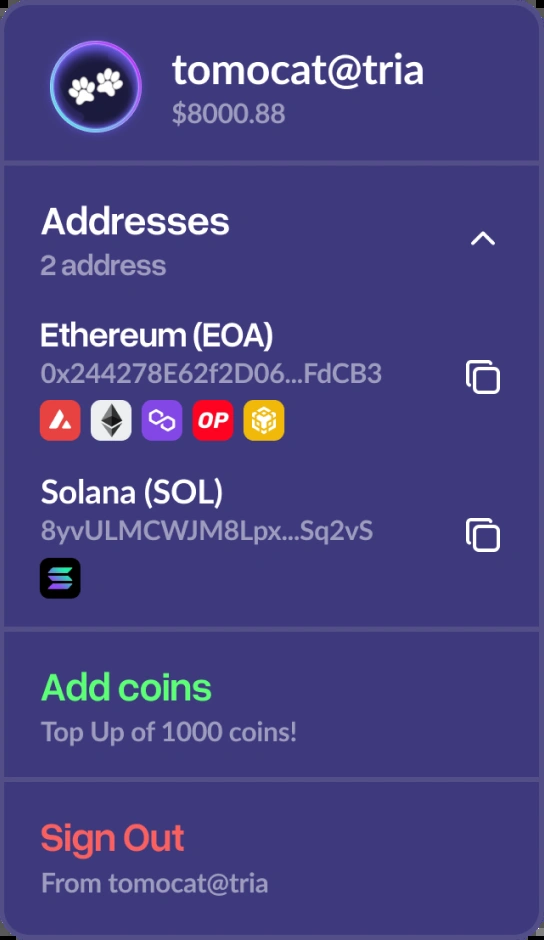 tomocat@tria
$8000.88
Addresses
2 address
Ethereum (EOA)
0x244278E62f2D06...FdCB3
OP
Solana (SOL)
8yvULMCWJM8Lpx...Sq2vS
Add coins
Top Up of 1000 coins!
Sign Out
From tomocat@tria